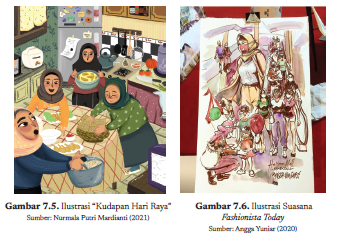 Gambar 7.5. Ilustrasi "Kudapan Hari Raya"
Sumber: Nurmala Putri Mardianti (2021)
Gambar 7.6. Ilustrasi Suasana
Fashionista Today
Sumber: Angga Yuniar (2020)